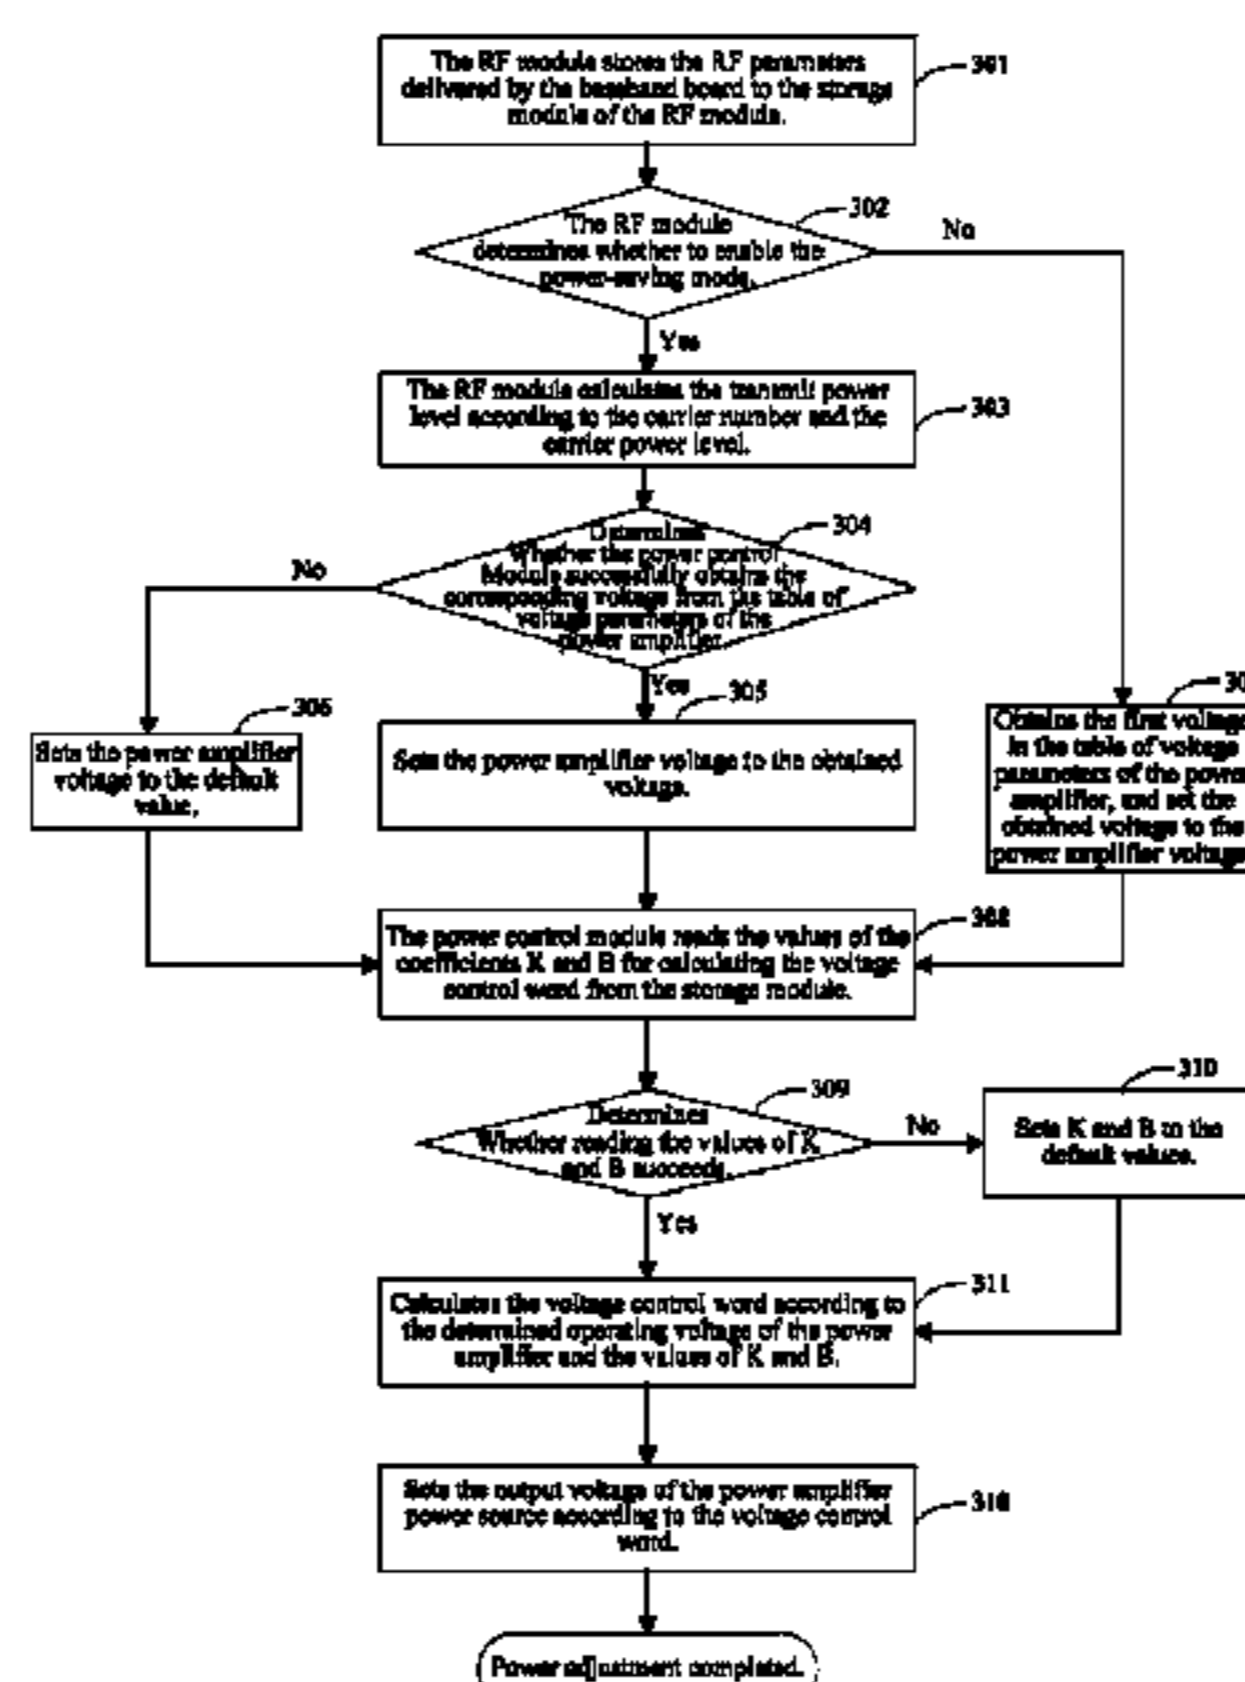 The RF module stores the RF parameters
delivered by the baseband board to the storage
module of the RF module.
301
The RF module
determines whether to enable the
power-saving mode.
302
No
Yes
The RF module calculates the transmit power
level according to the carrier number and the
carrier power level.
303
Determines
Whether the power control
Module successfully obtains the
corresponding voltage from the table of
voltage parameters of the
power amplifier.
304
No
Yes
305
306
Sets the power amplifier
voltage to the default
value.
Sets the power amplifier voltage to the obtained
voltage.
30
Obtains the first voltage
in the table of voltage
parameters of the power
amplifier, and set the
obtained voltage to the
power amplifier voltage
The power control module reads the values of the
coefficients K and B for calculating the voltage
control word from the storage module.
308
Determines
Whether reading the values of K
and B succeeds.
309
No
310
Sets K and B to the
default values.
Yes
Calculates the voltage control word according to
the determined operating voltage of the power
amplifier and the values of K and B.
311
Sets the output voltage of the power amplifier
power source according to the voltage control
word.
Power adjustment completed.